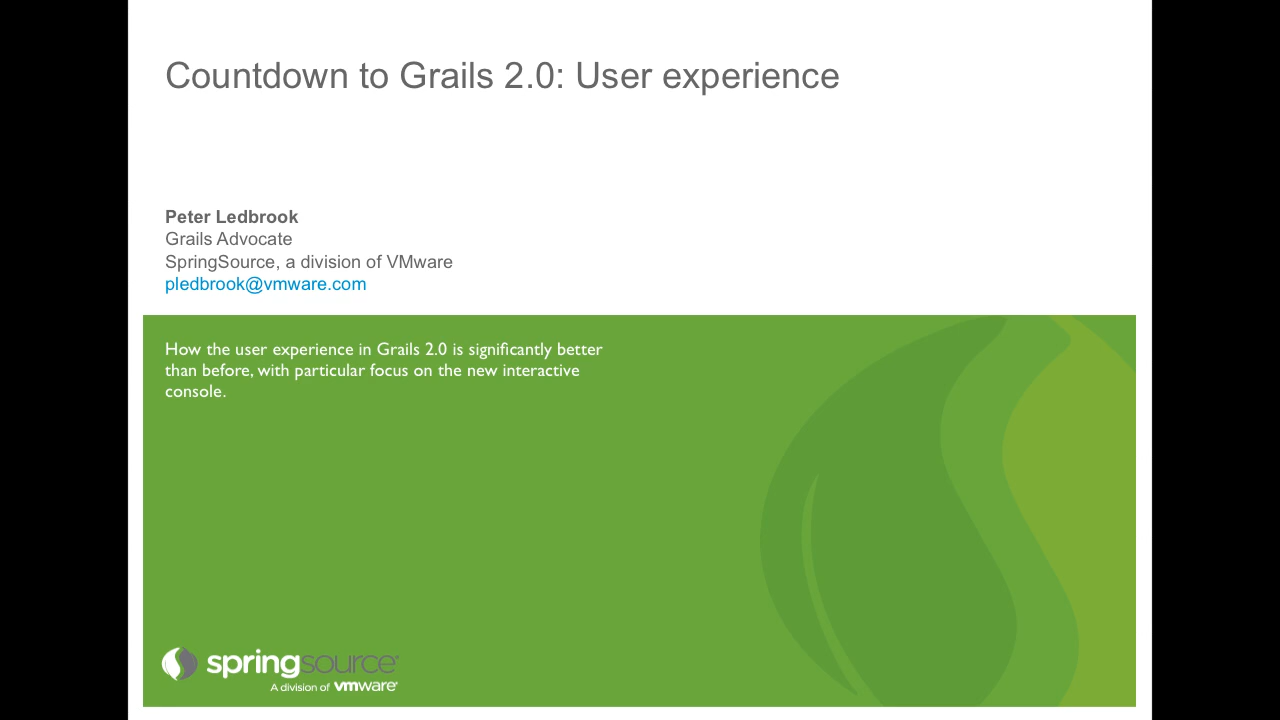 Countdown to Grails 2.0: User experience
Peter Ledbrook
Grails Advocate
SpringSource, a division of VMware
pledbrook@vmware.com
How the user experience in Grails 2.0 is significantly better
than before, with particular focus on the new interactive
console.
springsource
A division of vmware